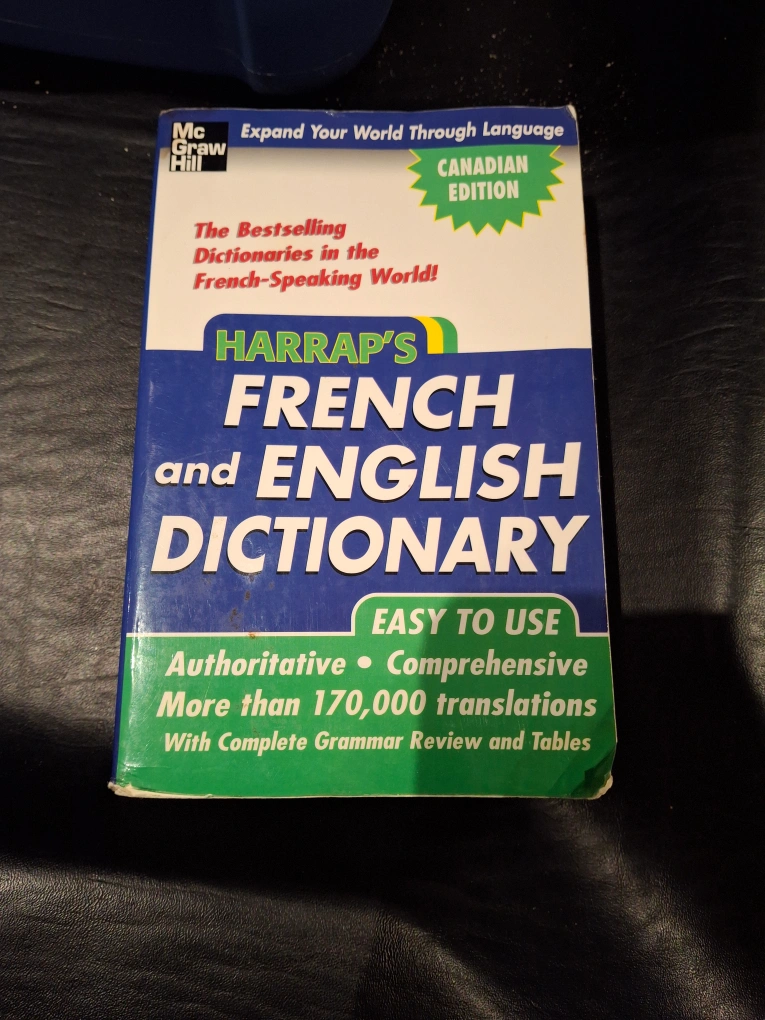 Mc
Graw
Hill
Expand Your World Through Language
CANADIAN
EDITION
The Bestselling
Dictionaries in the
French-Speaking World!
HARRAP'S
FRENCH
and ENGLISH
DICTIONARY
EASY TO USE
Authoritative • Comprehensive
More than 170,000 translations
With Complete Grammar Review and Tables